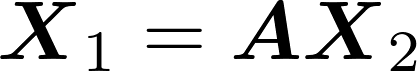 X₁ = AX₂